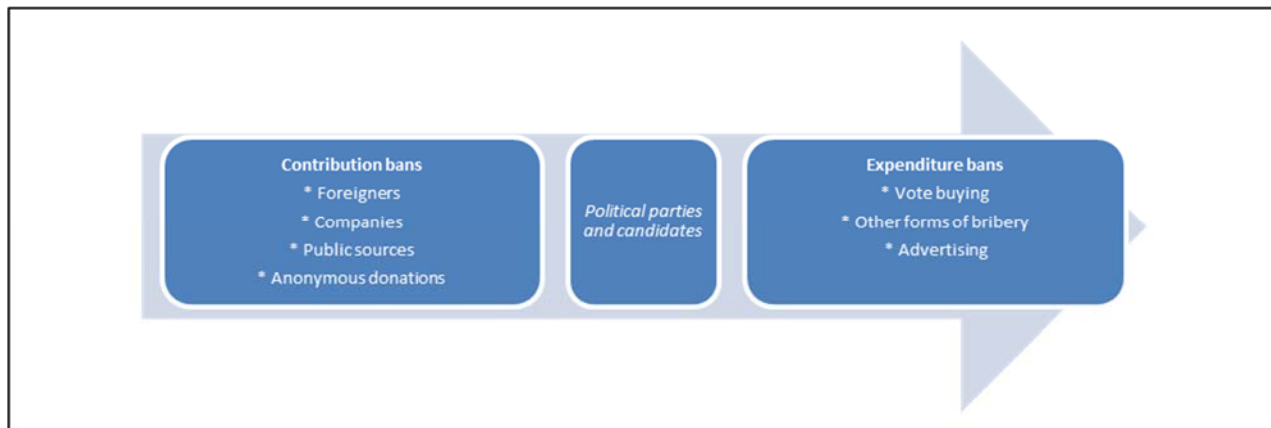 Contribution bans
* Foreigners
* Companies
* Public sources
* Anonymous donations
Political parties
and candidates
Expenditure bans
* Vote buying
* Other forms of bribery
* Advertising